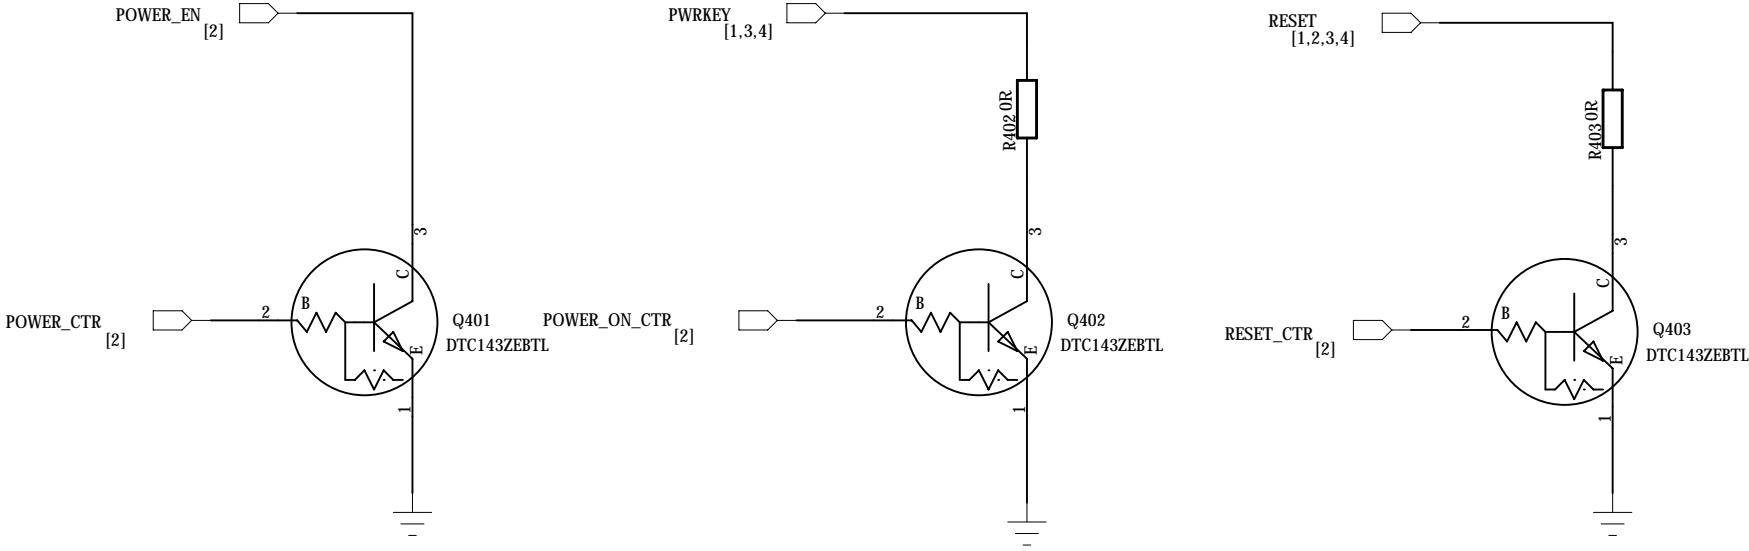 POWER_EN
[2]
PWRKEY
[1,3,4]
RESET
[1,2,3,4]
R402 0R
R403 0R
3
3
3
C
C
C
B
B
B
2
2
2
POWER_CTR
[2]
Q401
DTC143ZEBTL
POWER_ON_CTR
[2]
Q402
DTC143ZEBTL
RESET_CTR
[2]
Q403
DTC143ZEBTL
E
E
E
1
1
1